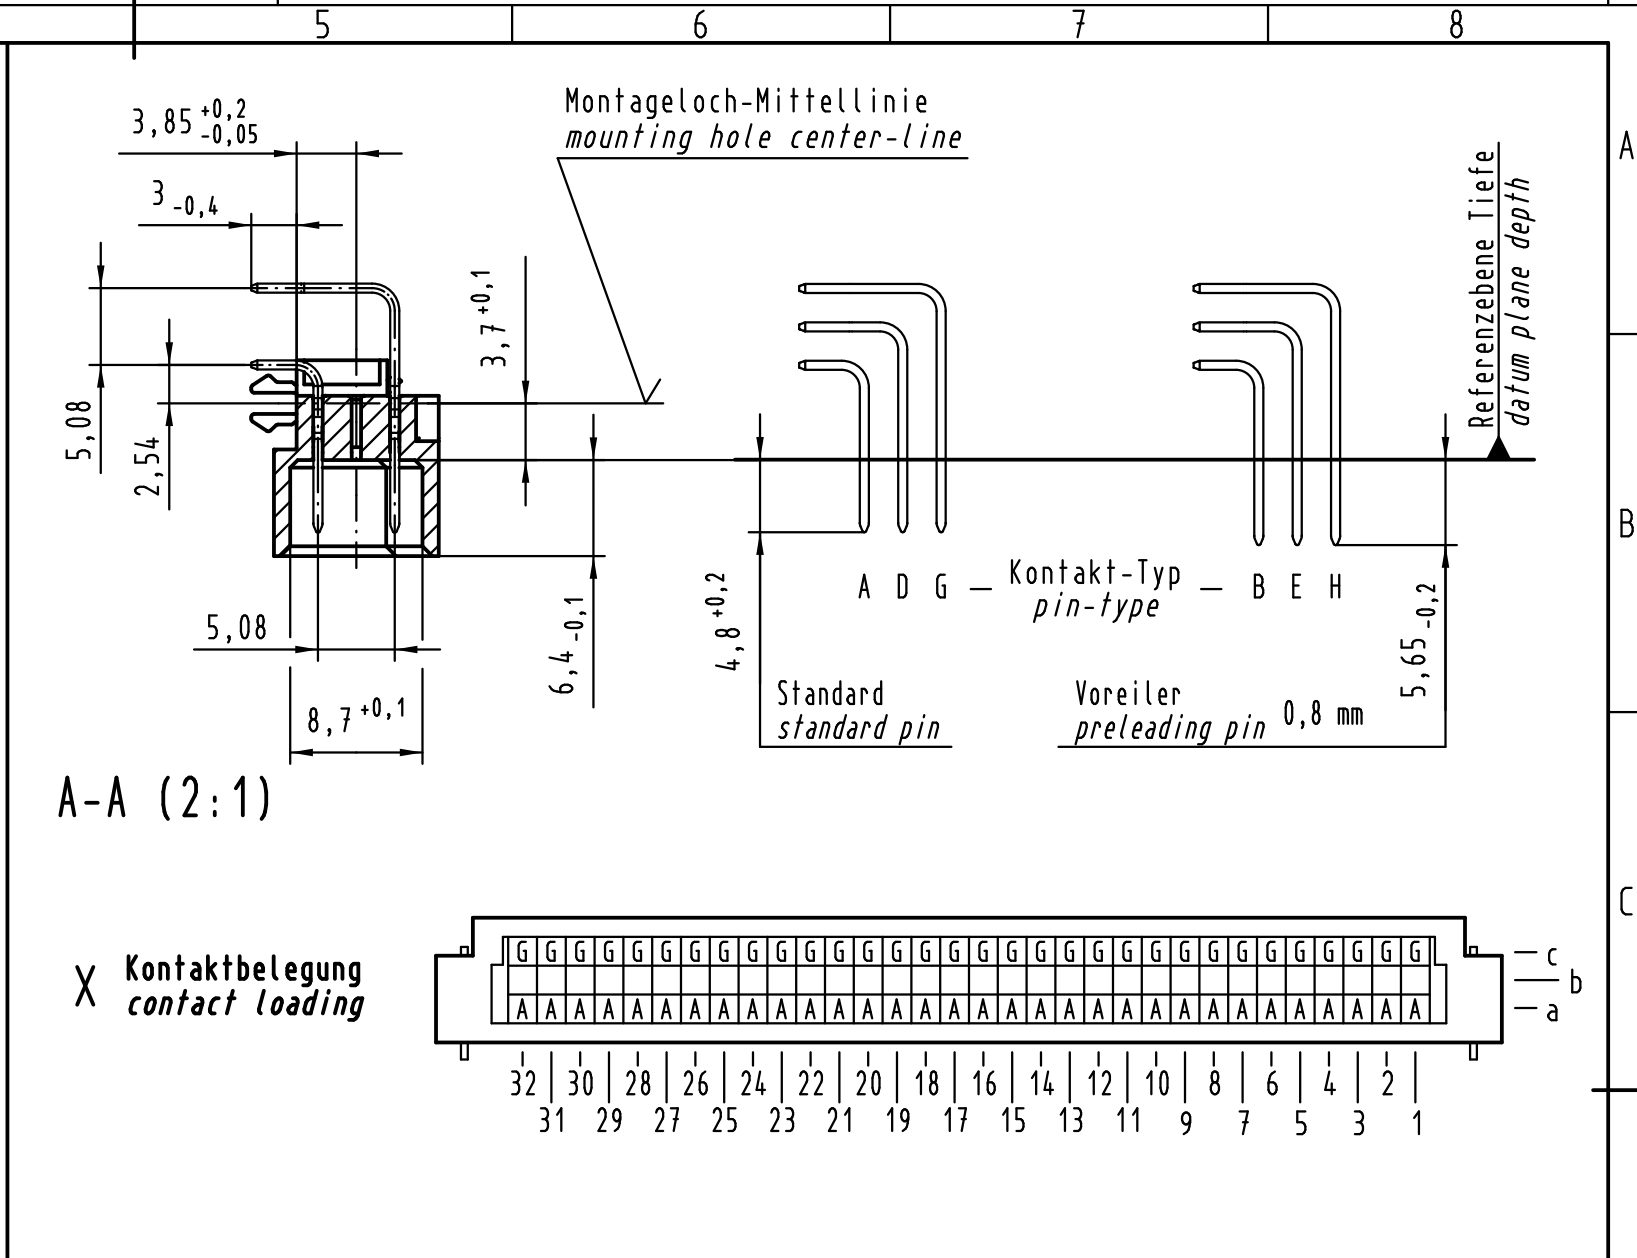 5 6 7 8
A
B
C
3,85 +0,2 -0,05
3 -0,4
5,08
2,54
3,7 +0,1
6,4 -0,1
5,08
8,7 +0,1
A-A (2:1)
Montageloch-Mittellinie
mounting hole center-line
Referenzebene Tiefe
datum plane depth
A D G — Kontakt-Typ — B E H
pin-type
4,8 +0,2
5,65 -0,2
Standard
standard pin
Voreiler
preleading pin 0,8 mm
X Kontaktbelegung
contact loading
G G G G G G G G G G G G G G G G G G G G G G G G G G G G G G G G
A A A A A A A A A A A A A A A A A A A A A A A A A A A A A A A A
c
b
a
32 30 28 26 24 22 20 18 16 14 12 10 8 6 4 2
31 29 27 25 23 21 19 17 15 13 11 9 7 5 3 1